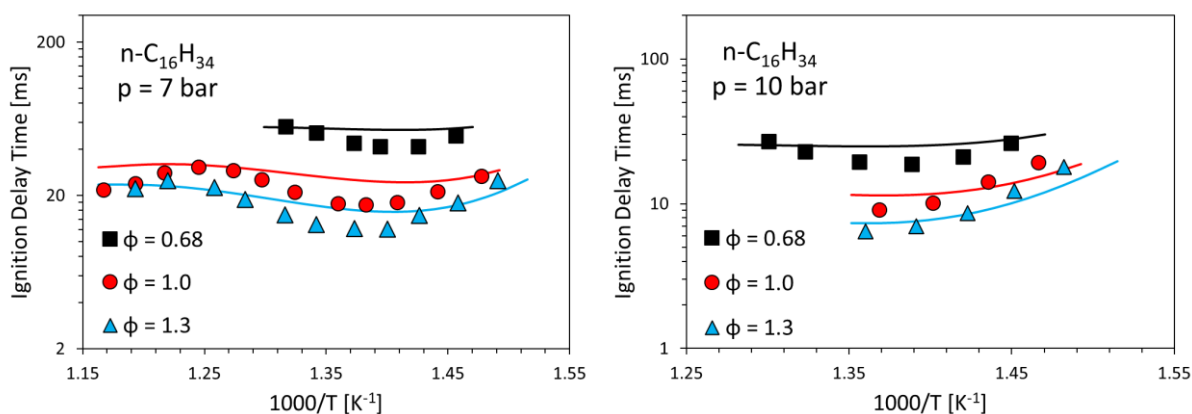 n-C16H34
p = 7 bar
Ignition Delay Time [ms]
200
20
2
ϕ = 0.68
ϕ = 1.0
ϕ = 1.3
1.15
1.25
1.35
1.45
1.55
1000/T [K-1]
n-C16H34
p = 10 bar
Ignition Delay Time [ms]
100
10
1
ϕ = 0.68
ϕ = 1.0
ϕ = 1.3
1.25
1.35
1.45
1.55
1000/T [K-1]